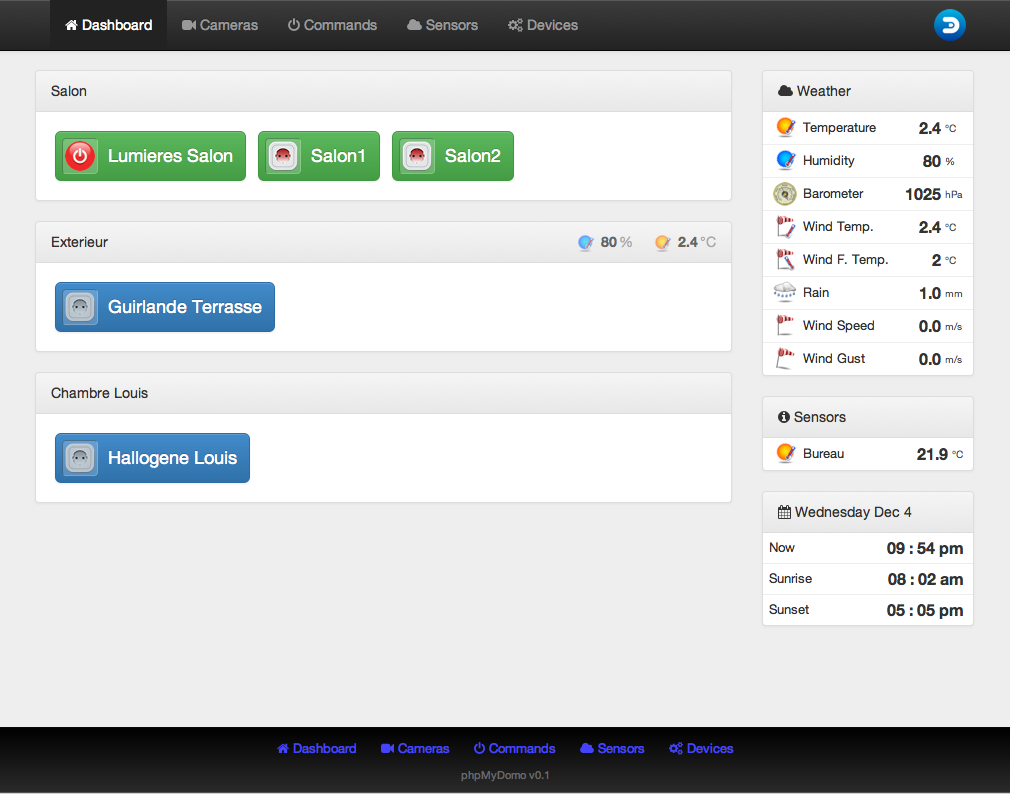 Dashboard Cameras Commands Sensors Devices
Salon
Lumieres Salon Salon1 Salon2
Exterieur 80 % 2.4 °C
Guirlande Terrasse
Chambre Louis
Hallogene Louis
Weather
Temperature 2.4 °C
Humidity 80 %
Barometer 1025 hPa
Wind Temp. 2.4 °C
Wind F. Temp. 2 °C
Rain 1.0 mm
Wind Speed 0.0 m/s
Wind Gust 0.0 m/s
Sensors
Bureau 21.9 °C
Wednesday Dec 4
Now 09 : 54 pm
Sunrise 08 : 02 am
Sunset 05 : 05 pm
Dashboard Cameras Commands Sensors Devices
phpMyDomo v0.1